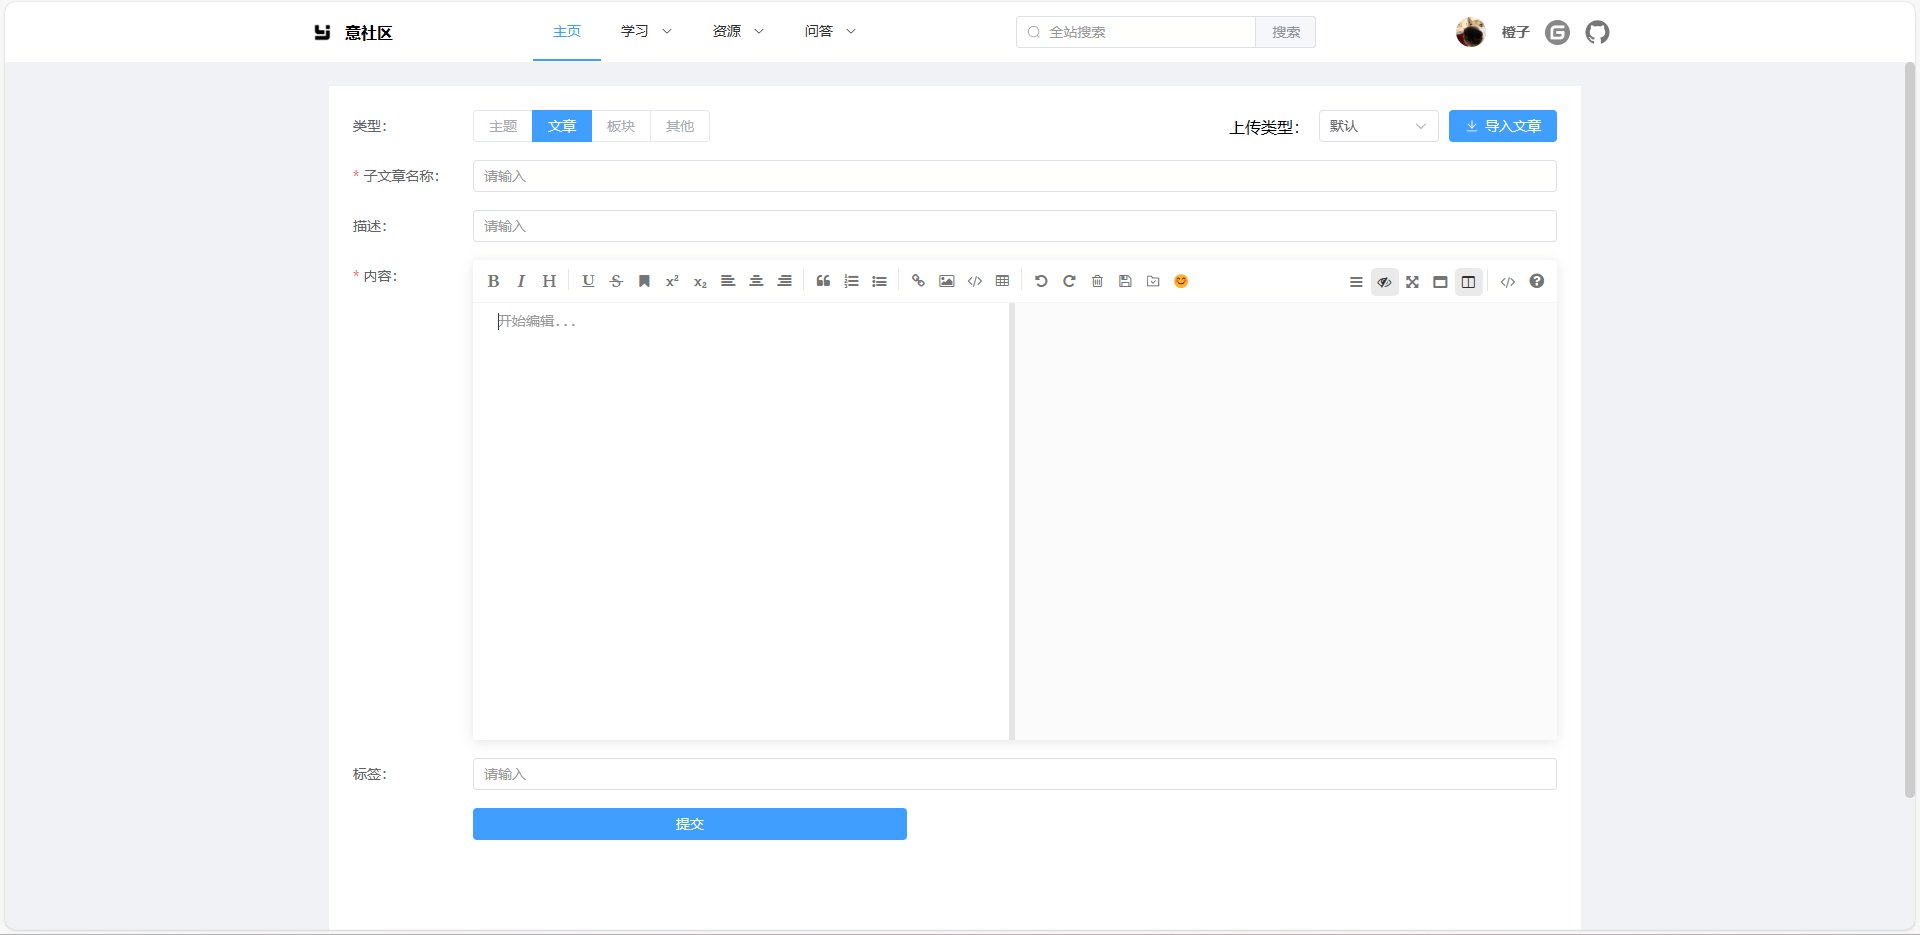 意社区 主页 学习 资源 问答 全站搜索 搜索 橙子
类型： 主题 文章 板块 其他 上传类型： 默认 导入文章
* 子文章名称： 请输入
描述： 请输入
* 内容：
开始编辑...
标签： 请输入
提交